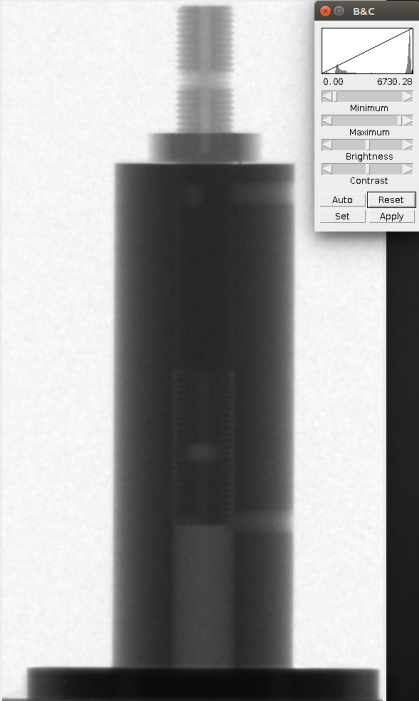 B&C
0.00 6730.28
Minimum
Maximum
Brightness
Contrast
Auto Reset
Set Apply